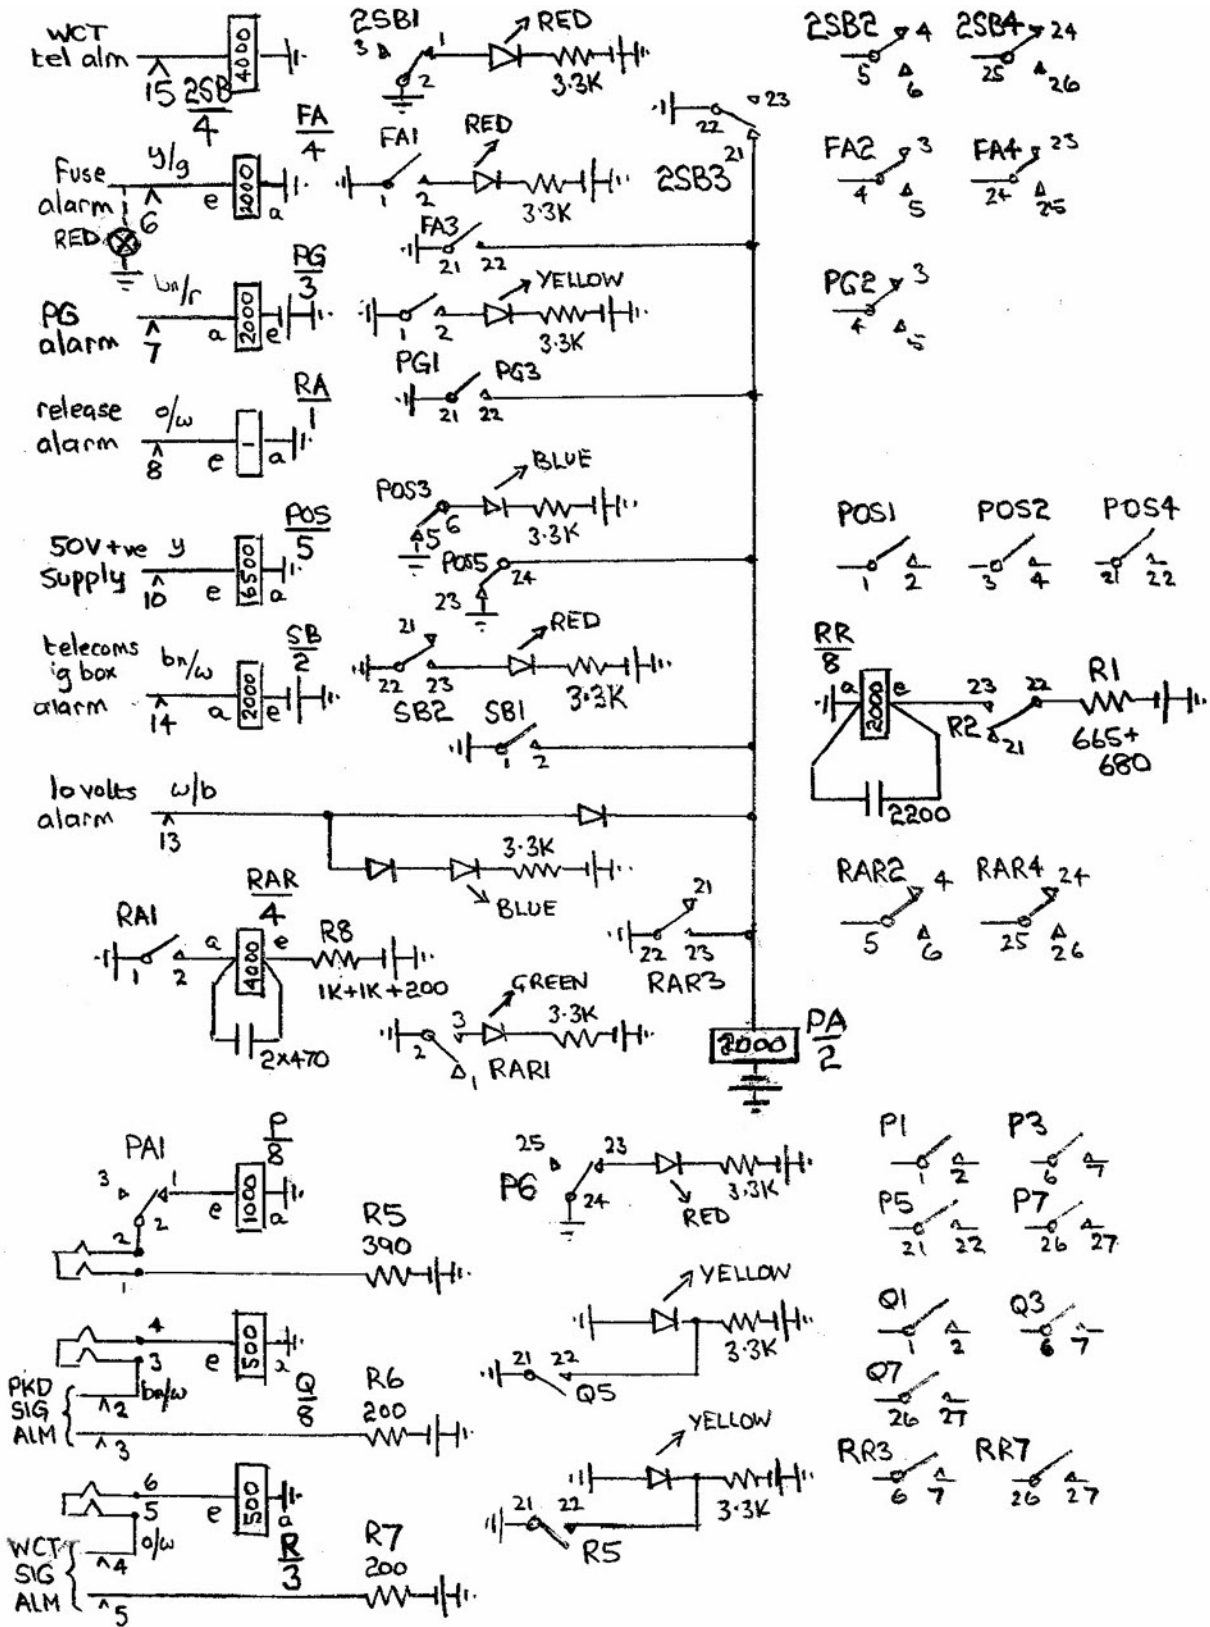 WCT
tel alm
15
2SB
4
4000
2SB1
3
1
2
RED
3.3K
2SB2
4
5
6
2SB4
24
25
26
Fuse
alarm
y/g
6
RED
e
2000
a
FA
4
FA1
1
2
RED
3.3K
23
22
21
2SB3
FA2
3
4
5
FA4
23
24
25
FA3
21
22
PG
alarm
bn/r
7
a
2000
e
PG
3
1
2
PG1
YELLOW
3.3K
PG2
3
4
5
PG3
21
22
release
alarm
o/w
8
e
1
a
RA
1
50V+ve
supply
y
10
e
6500
a
POS
5
POS3
5
6
BLUE
3.3K
POS5
24
23
POS1
1
2
POS2
3
4
POS4
21
22
telecoms
ig box
alarm
bn/w
14
a
2000
e
SB
2
21
22
23
SB2
RED
3.3K
SB1
1
2
RR
8
a
2000
e
2200
23
22
R2
21
R1
665+
680
lo volts
alarm
w/b
13
3.3K
BLUE
RA1
1
2
RAR
4
a
4000
e
2x470
R8
1K+1K+200
21
22
23
RAR3
RAR2
4
5
6
RAR4
24
25
26
2
3
1
RAR1
GREEN
3.3K
2000
PA
2
PA1
3
1
2
e
1000
a
P
8
2
1
R5
390
25
23
24
P6
RED
3.3K
P1
1
2
P3
6
7
P5
21
22
P7
26
27
4
3
e
500
a
Q
8
bn/w
PKD
SIG
ALM
2
3
R6
200
YELLOW
3.3K
21
22
Q5
Q1
1
2
Q3
6
7
Q7
26
27
6
5
e
500
a
R
3
o/w
WCT
SIG
ALM
4
5
R7
200
YELLOW
3.3K
21
22
R5
RR3
6
7
RR7
26
27